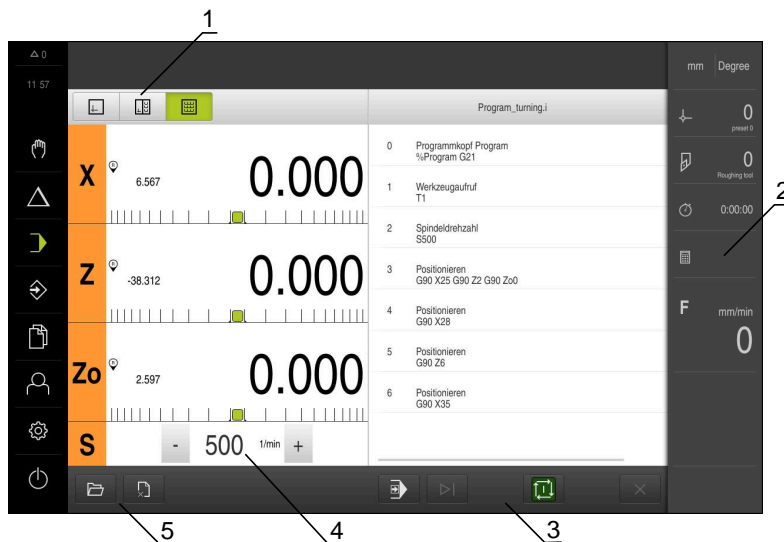 1
0
mm Degree
11 57
Program_turning.i
0
preset 0
X
R
6.567
0.000
0 Programmkopf Program
%Program G21
1 Werkzeugaufruf
T1
0
Roughing tool
2
0:00:00
2 Spindeldrehzahl
S500
Z
R
-38.312
0.000
3 Positionieren
G90 X25 G90 Z2 G90 Zo0
4 Positionieren
G90 X28
F mm/min
0
5 Positionieren
G90 Z6
Zo
R
2.597
0.000
6 Positionieren
G90 X35
S - 500 1/min +
5
4
3